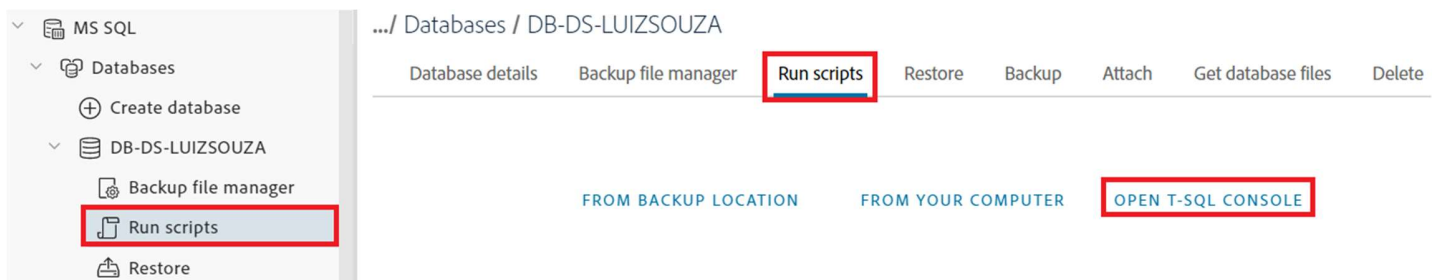 MS SQL
Databases
Create database
DB-DS-LUIZSOUZA
Backup file manager
Run scripts
Restore
.../ Databases / DB-DS-LUIZSOUZA
Database details Backup file manager Run scripts Restore Backup Attach Get database files Delete
FROM BACKUP LOCATION FROM YOUR COMPUTER OPEN T-SQL CONSOLE